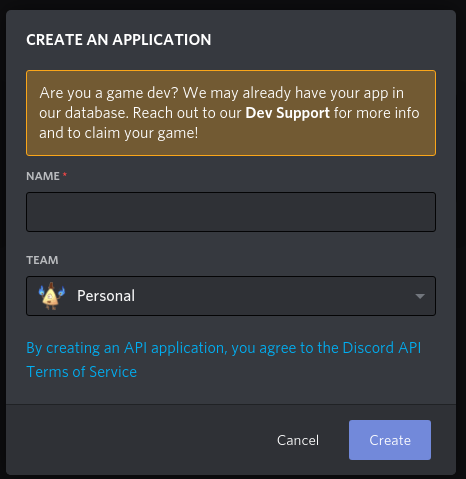 CREATE AN APPLICATION
Are you a game dev? We may already have your app in
our database. Reach out to our Dev Support for more info
and to claim your game!
NAME *
TEAM
Personal
By creating an API application, you agree to the Discord API
Terms of Service
Cancel
Create